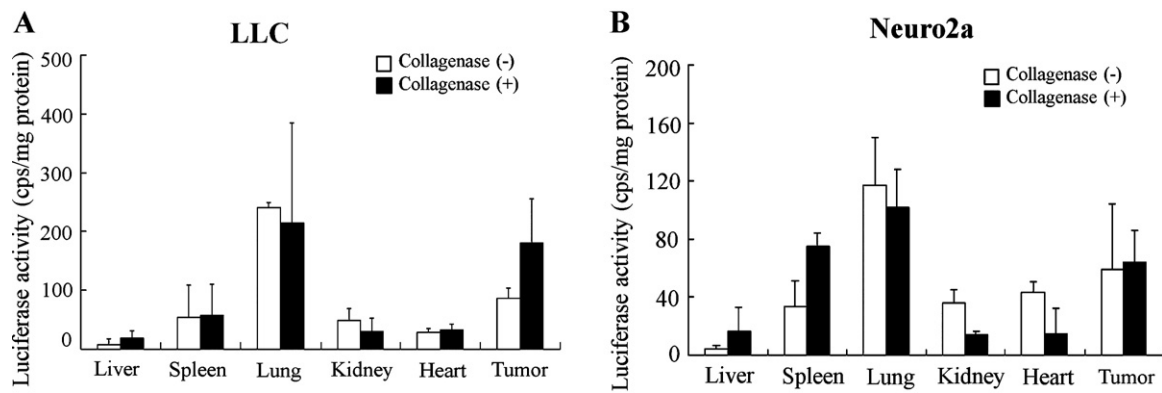 A
LLC
Luciferase activity (cps/mg protein)
500
400
300
200
100
0
Collagenase (-)
Collagenase (+)
Liver Spleen Lung Kidney Heart Tumor
B
Neuro2a
Luciferase activity (cps/mg protein)
200
160
120
80
40
0
Collagenase (-)
Collagenase (+)
Liver Spleen Lung Kidney Heart Tumor